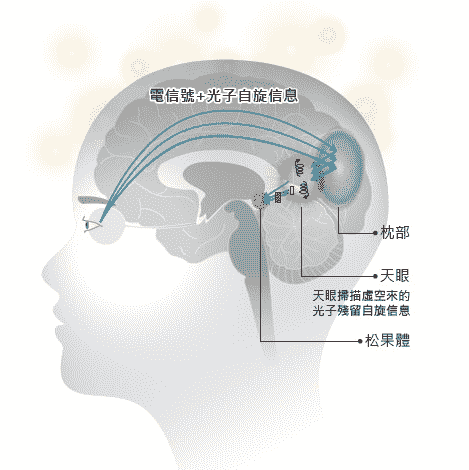 電信號+光子自旋信息
枕部
天眼
天眼掃描虛空來的
光子殘留自旋信息
松果體